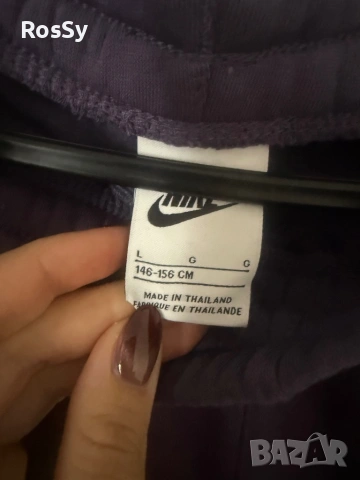 RosSy
NIKE
L G G
146-156 CM
MADE IN THAILAND
FABRIQUE EN THAILANDE
BAZAR